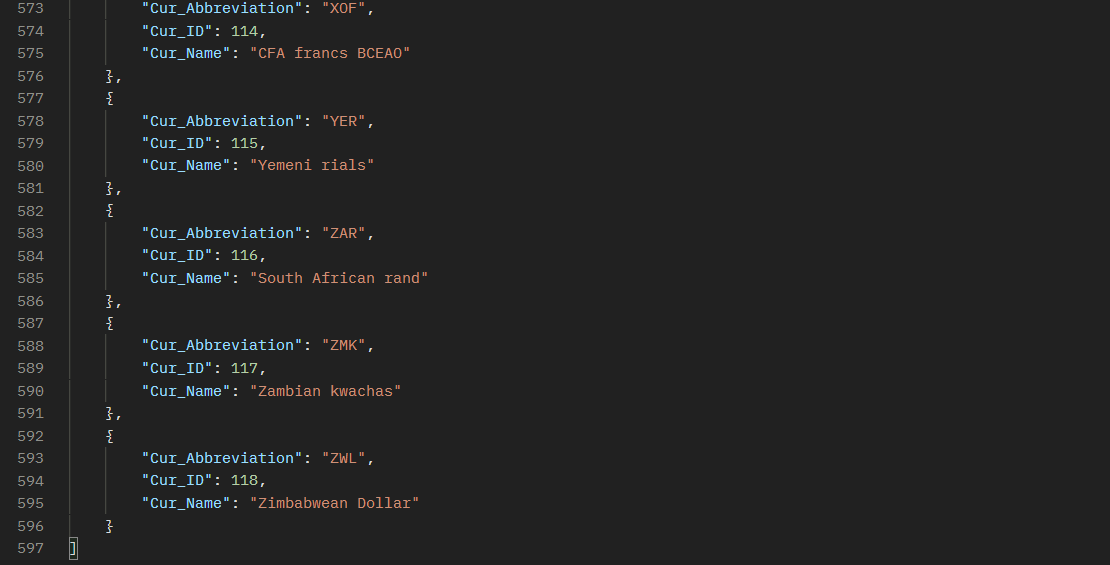 573 "Cur_Abbreviation": "XOF",
574 "Cur_ID": 114,
575 "Cur_Name": "CFA francs BCEAO"
576 },
577 {
578 "Cur_Abbreviation": "YER",
579 "Cur_ID": 115,
580 "Cur_Name": "Yemeni rials"
581 },
582 {
583 "Cur_Abbreviation": "ZAR",
584 "Cur_ID": 116,
585 "Cur_Name": "South African rand"
586 },
587 {
588 "Cur_Abbreviation": "ZMK",
589 "Cur_ID": 117,
590 "Cur_Name": "Zambian kwachas"
591 },
592 {
593 "Cur_Abbreviation": "ZWL",
594 "Cur_ID": 118,
595 "Cur_Name": "Zimbabwean Dollar"
596 }
597 ]